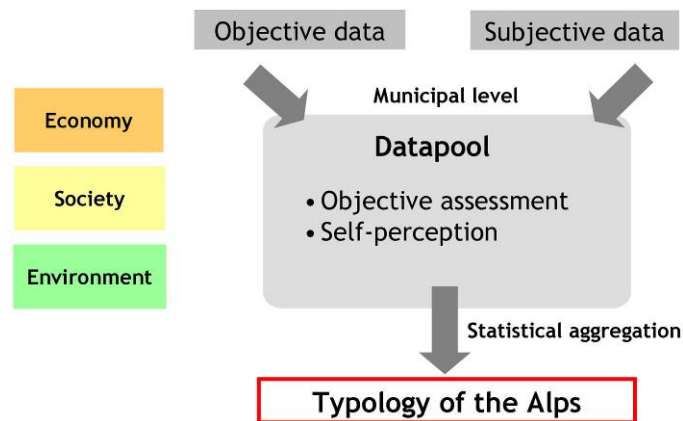 Objective data
Subjective data
Municipal level
Economy
Society
Environment
Datapool
• Objective assessment
• Self-perception
Statistical aggregation
Typology of the Alps